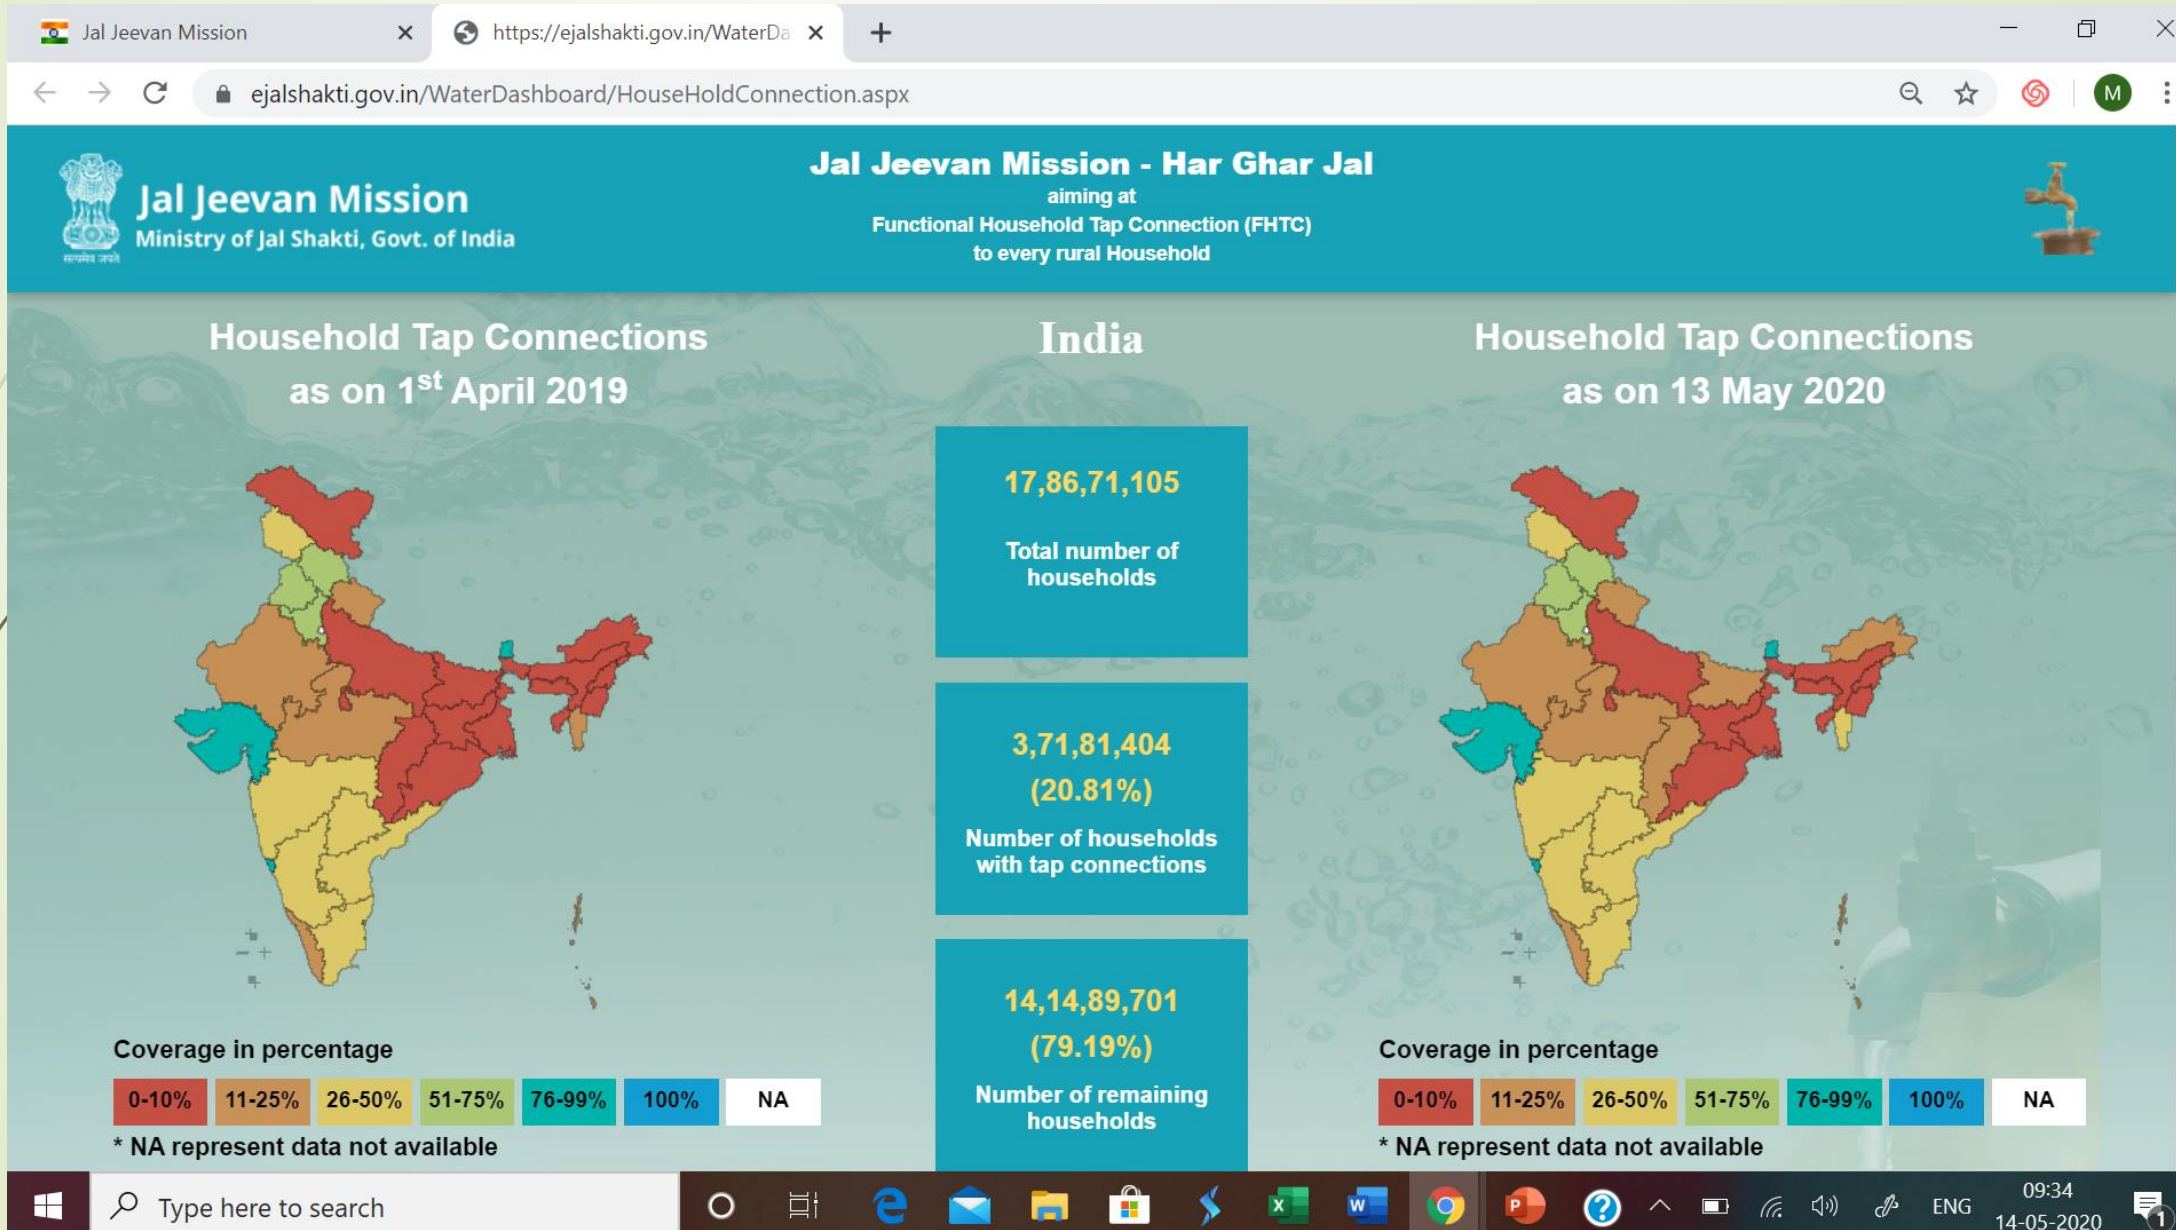 Jal Jeevan Mission
https://ejalshakti.gov.in/WaterDa
ejalshakti.gov.in/WaterDashboard/HouseHoldConnection.aspx
M
सत्यमेव जयते
Jal Jeevan Mission
Ministry of Jal Shakti, Govt. of India
Jal Jeevan Mission - Har Ghar Jal
aiming at
Functional Household Tap Connection (FHTC)
to every rural Household
Household Tap Connections
as on 1st April 2019
India
17,86,71,105
Total number of
households
3,71,81,404
(20.81%)
Number of households
with tap connections
14,14,89,701
(79.19%)
Number of remaining
households
Household Tap Connections
as on 13 May 2020
Coverage in percentage
0-10% 11-25% 26-50% 51-75% 76-99% 100% NA
* NA represent data not available
Coverage in percentage
0-10% 11-25% 26-50% 51-75% 76-99% 100% NA
* NA represent data not available
Type here to search
ENG
09:34
14-05-2020
1